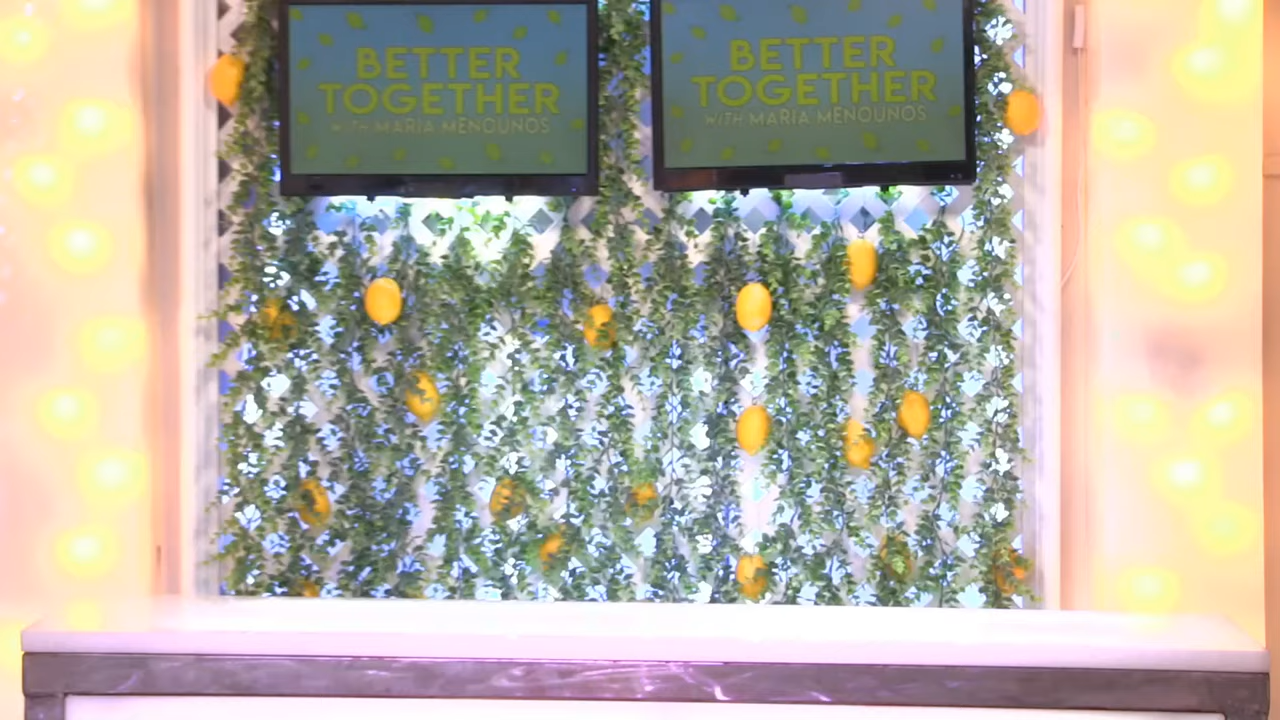 BETTER
TOGETHER
WITH MARIA MENOUNOS
BETTER
TOGETHER
WITH MARIA MENOUNOS